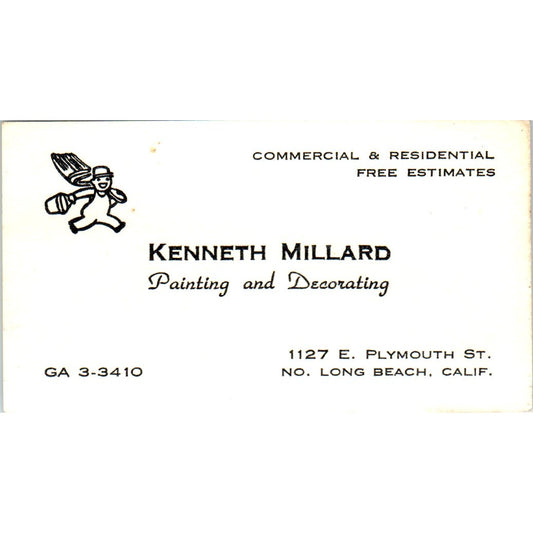 COMMERCIAL & RESIDENTIAL
FREE ESTIMATES
KENNETH MILLARD
Painting and Decorating
GA 3-3410
1127 E. PLYMOUTH ST.
NO. LONG BEACH, CALIF.